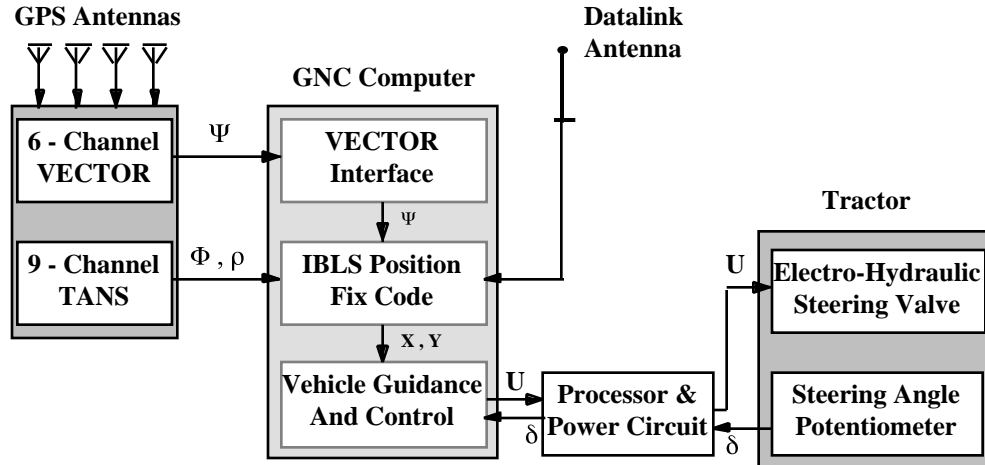 GPS Antennas
Datalink
Antenna
GNC Computer
6 - Channel
VECTOR
Ψ
VECTOR
Interface
Ψ
9 - Channel
TANS
Φ , ρ
IBLS Position
Fix Code
X , Y
Vehicle Guidance
And Control
U
δ
Processor &
Power Circuit
Tractor
U
Electro-Hydraulic
Steering Valve
δ
Steering Angle
Potentiometer